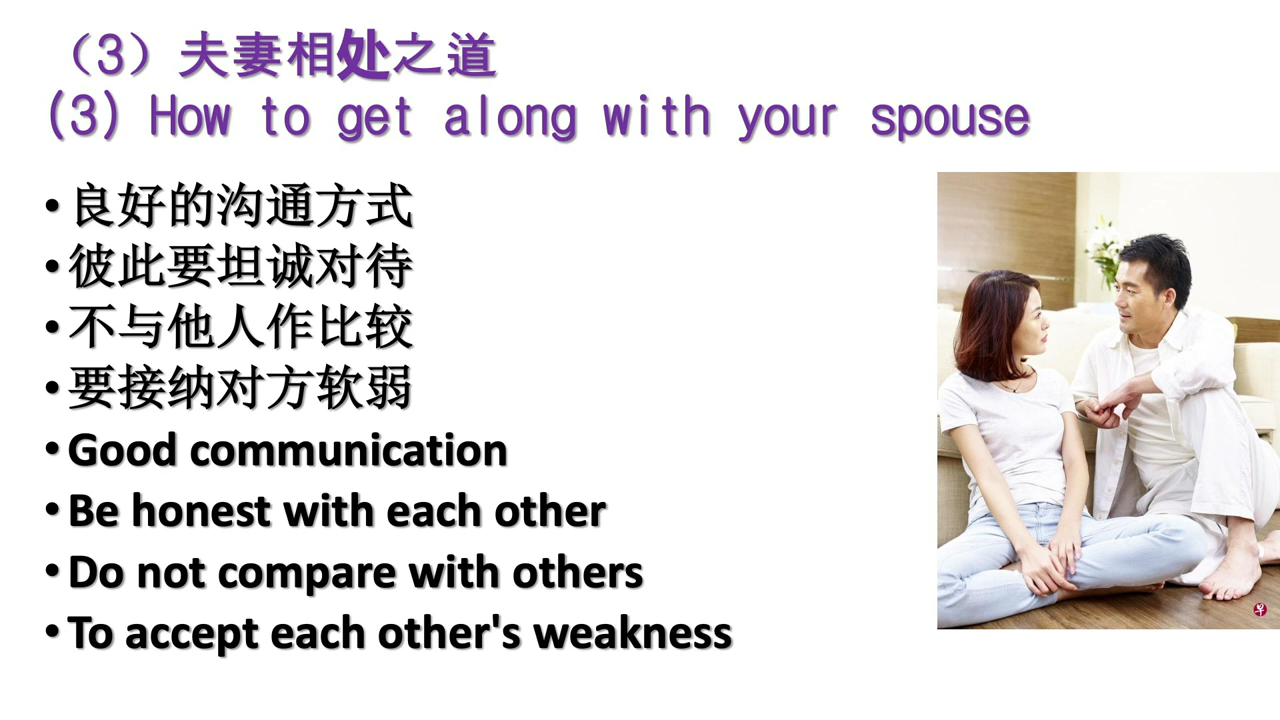 （3）夫妻相处之道
(3) How to get along with your spouse
•良好的沟通方式
•彼此要坦诚对待
•不与他人作比较
•要接纳对方软弱
•Good communication
•Be honest with each other
•Do not compare with others
•To accept each other's weakness